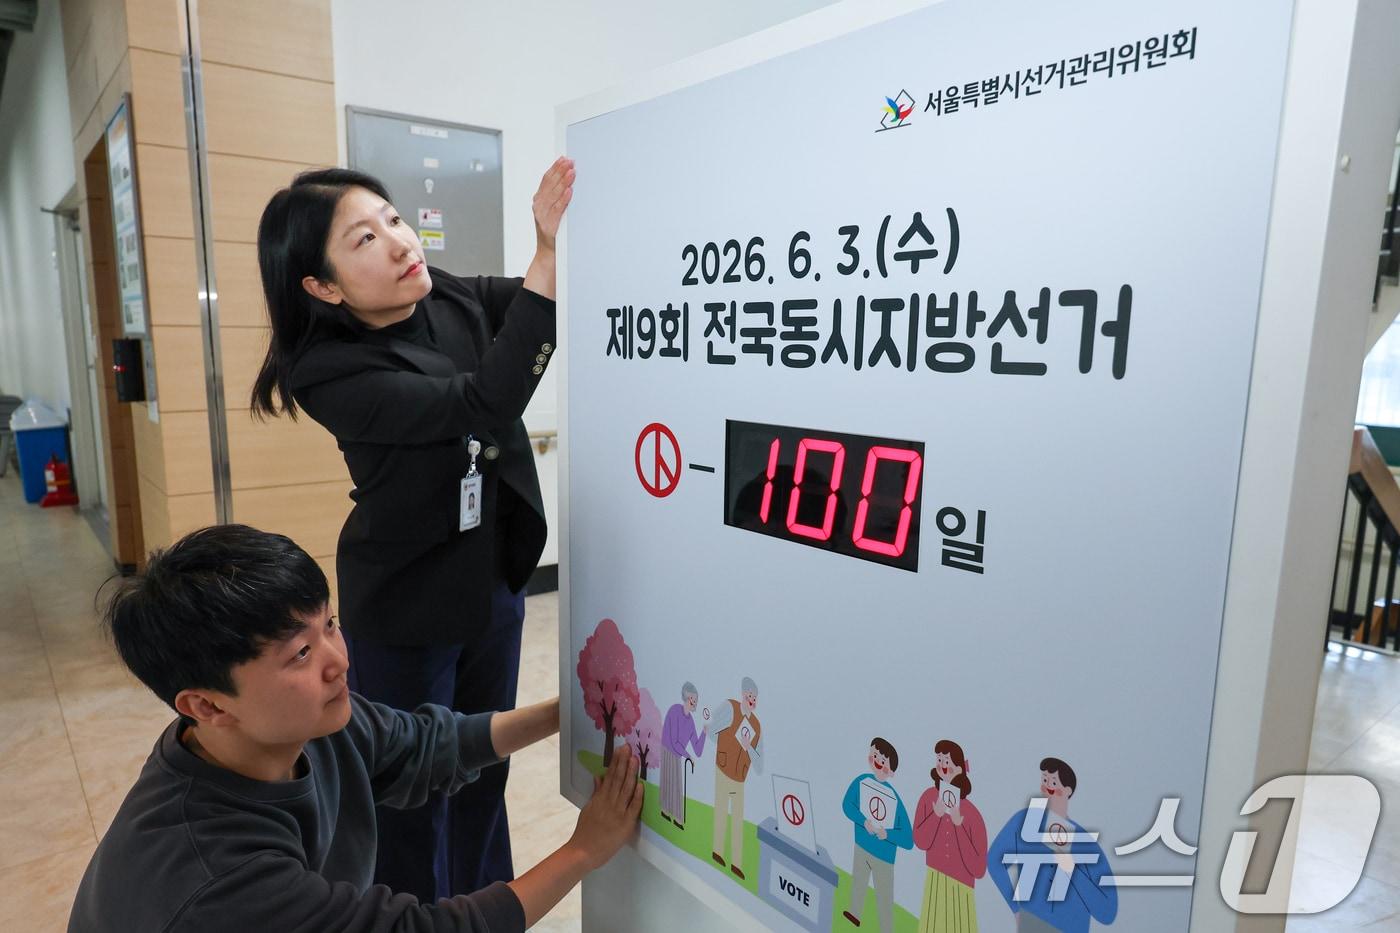 서울특별시선거관리위원회
2026. 6. 3.(수)
제9회 전국동시지방선거
- 100 일
VOTE
뉴스1